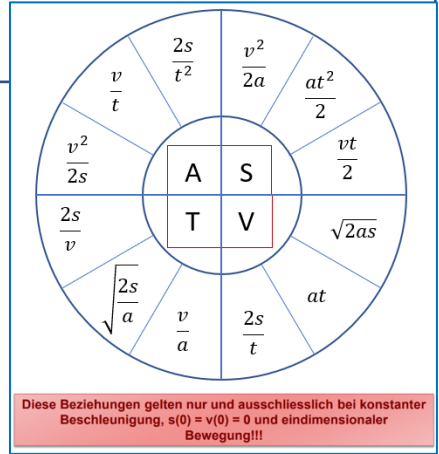 2s/t²
v²/2a
v/t
at²/2
v²/2s
vt/2
A S
T V
2s/v
√2as
√(2s/a)
at
v/a
2s/t
Diese Beziehungen gelten nur und ausschliesslich bei konstanter
Beschleunigung, s(0) = v(0) = 0 und eindimensionaler
Bewegung!!!